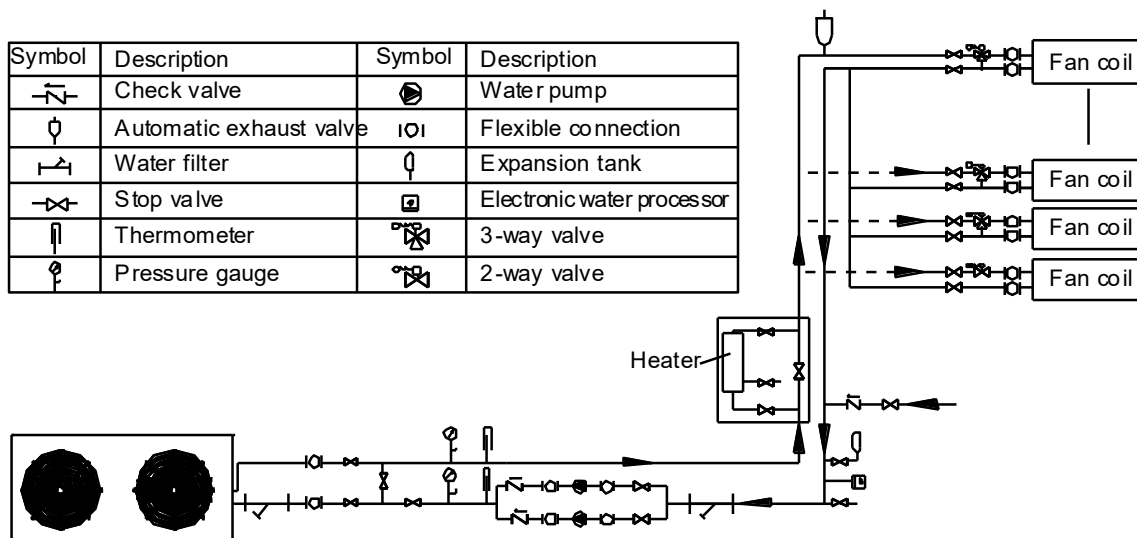 Symbol Description Symbol Description
Check valve Water pump
Automatic exhaust valve Flexible connection
Water filter Expansion tank
Stop valve Electronic water processor
Thermometer 3-way valve
Pressure gauge 2-way valve
Fan coil
Fan coil
Fan coil
Fan coil
Heater